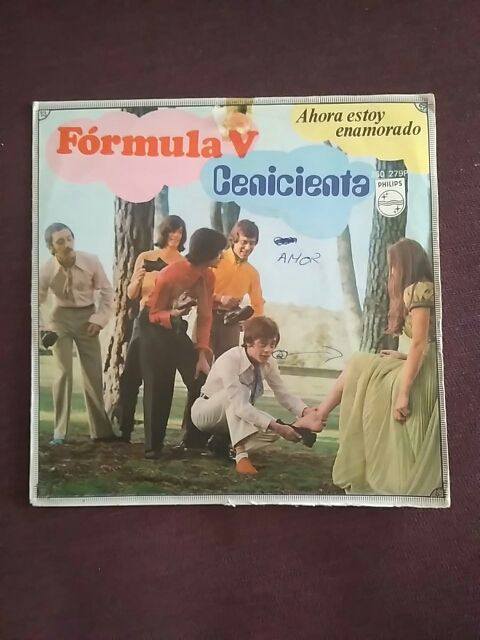 Ahora estoy
enamorado
Fórmula V
Cenicienta
PHILIPS
AMOR